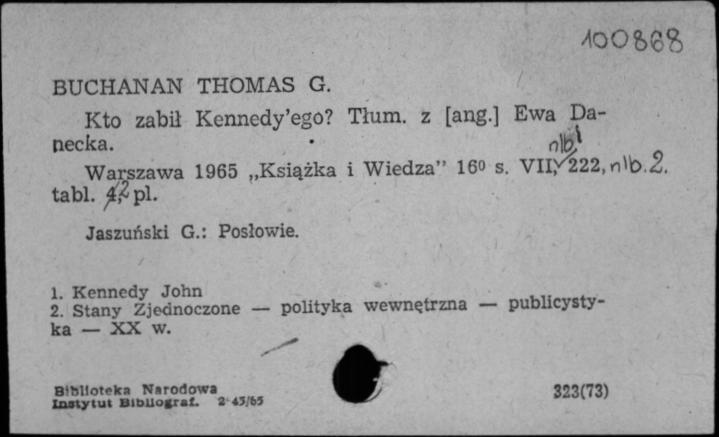 100868
BUCHANAN THOMAS G.
Kto zabił Kennedy'ego? Tłum. z [ang.] Ewa Da-
necka.
nlb!
Warszawa 1965 „Książka i Wiedza” 16⁰ s. VII, 222, nlb. 2.
tabl. 2 pl.
Jaszuński G.: Posłowie.
1. Kennedy John
2. Stany Zjednoczone — polityka wewnętrzna — publicysty-
ka — XX w.
Biblioteka Narodowa
Instytut Bibliograf. 2-45/65
323(73)